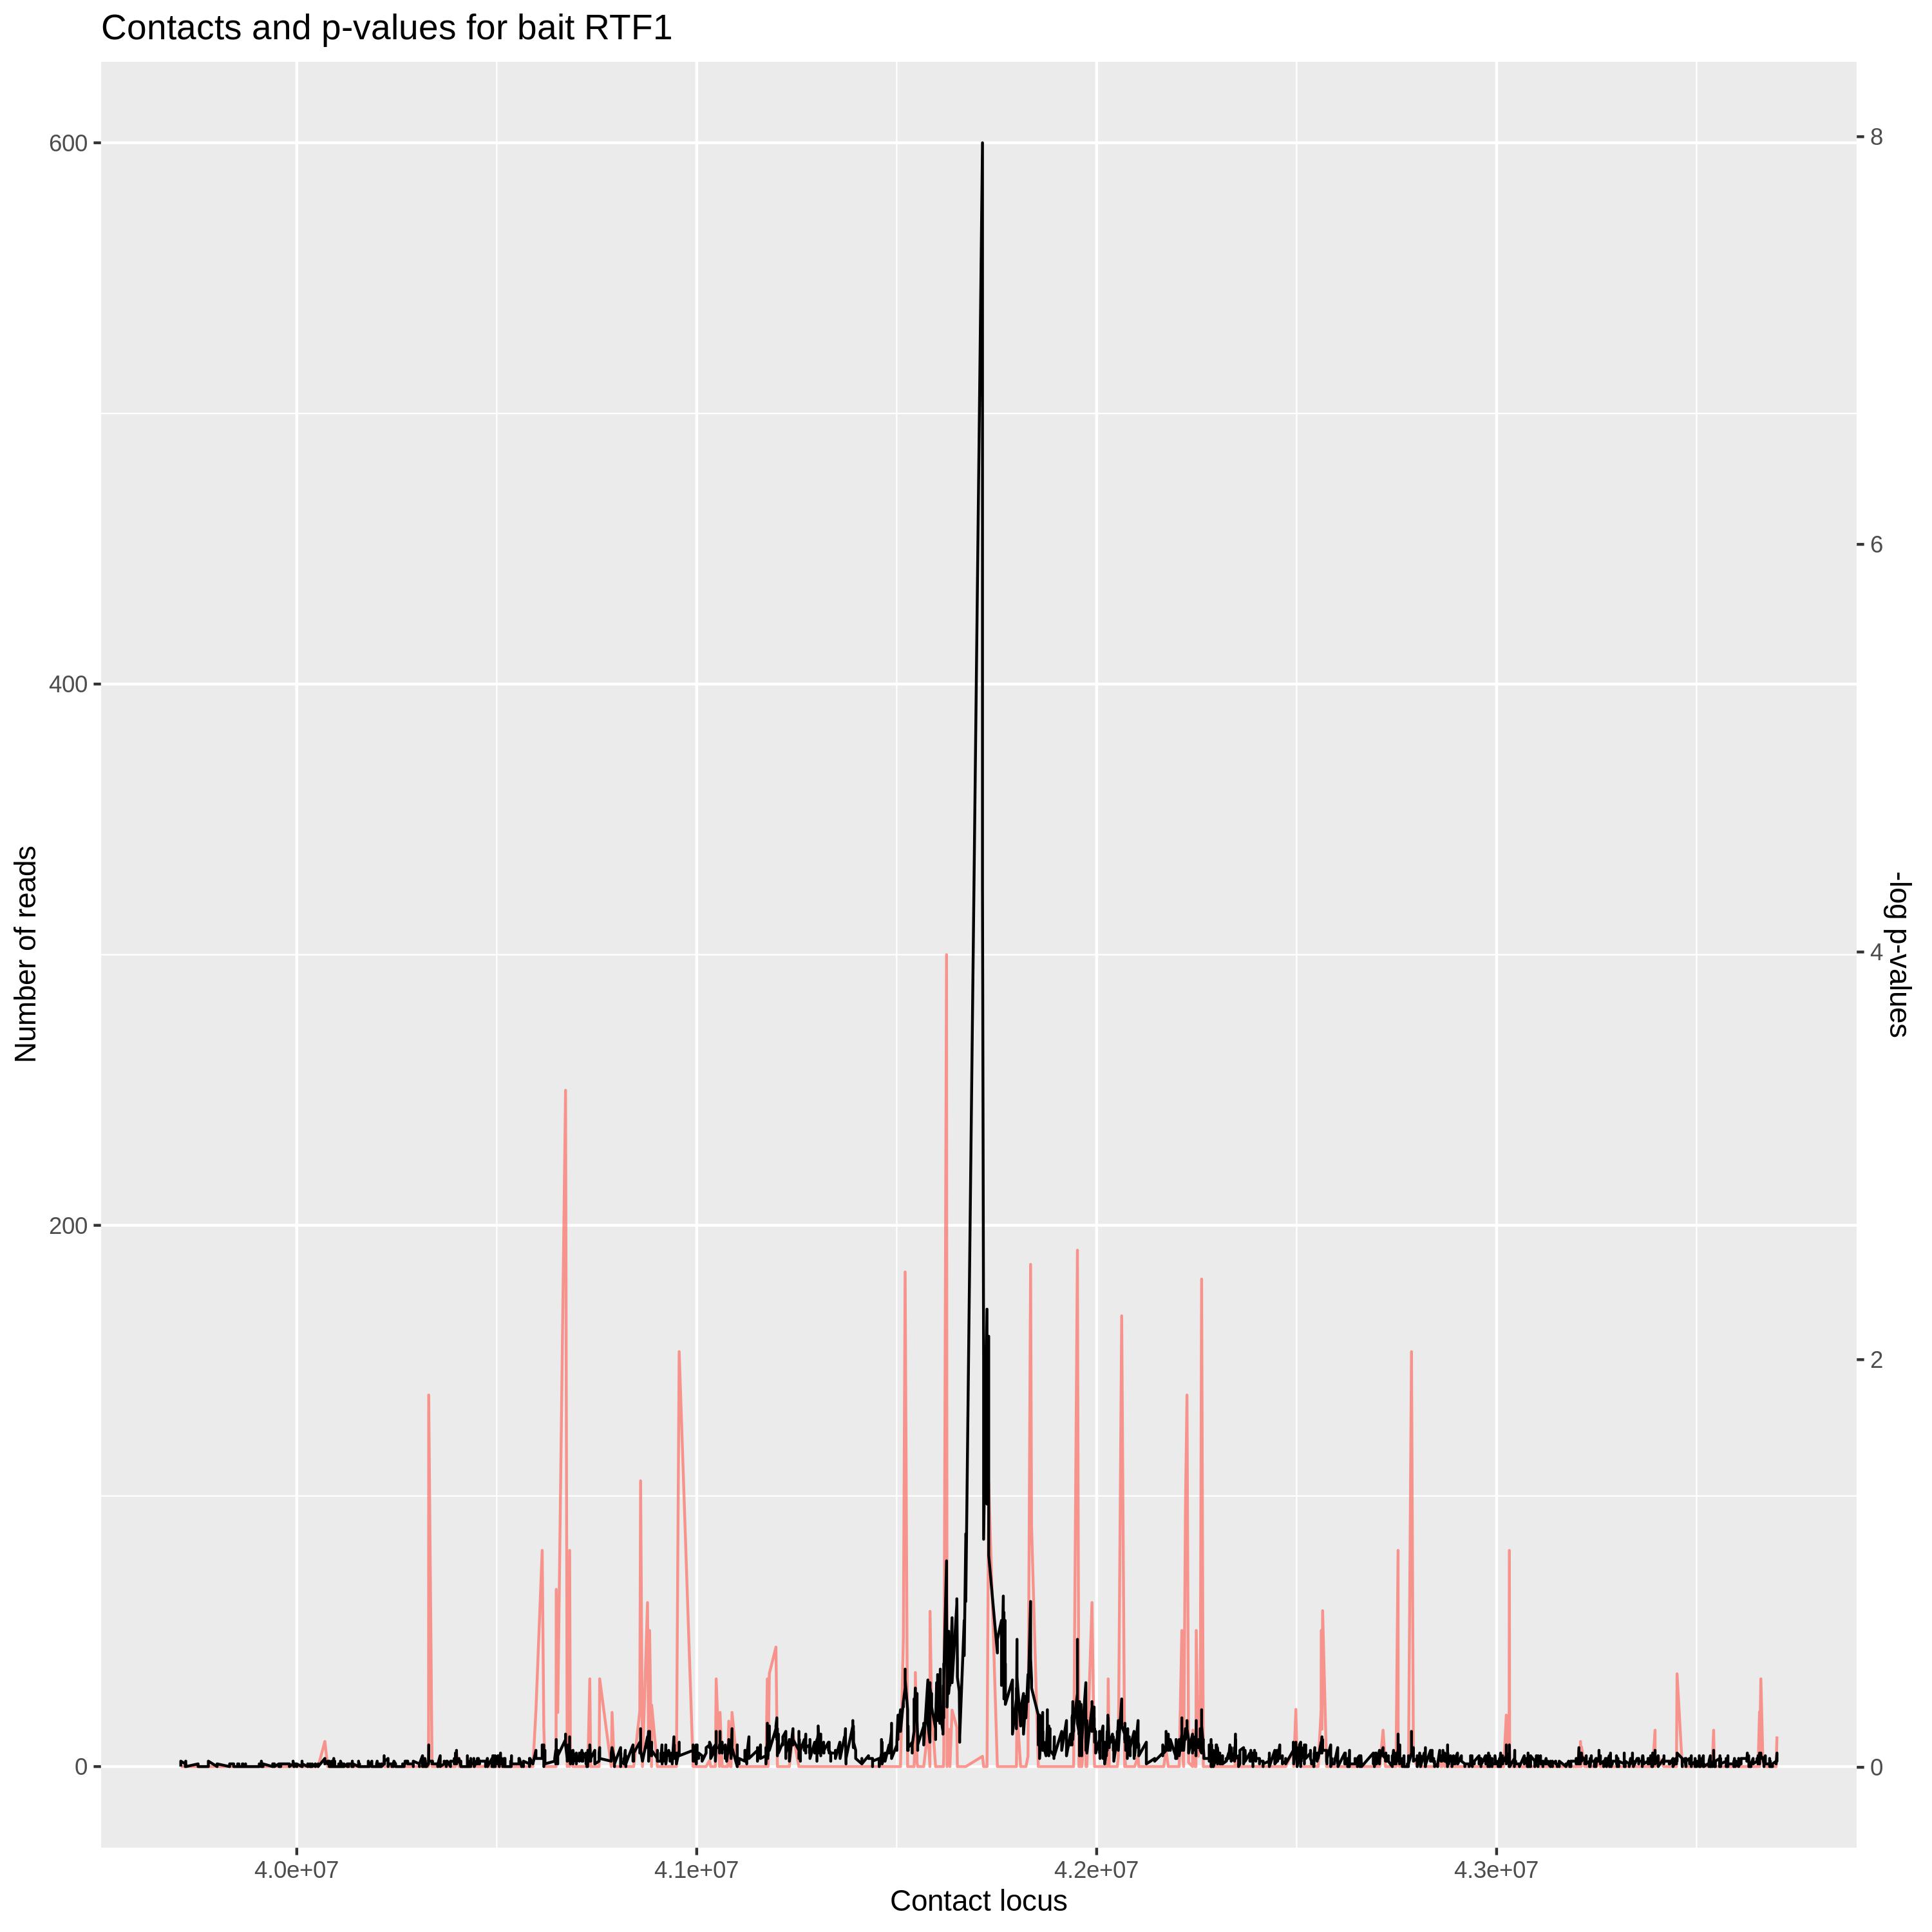 Contacts and p-values for bait RTF1
600
400
200
0
Number of reads
8
6
4
2
0
-log p-values
4.0e+07
4.1e+07
4.2e+07
4.3e+07
Contact locus